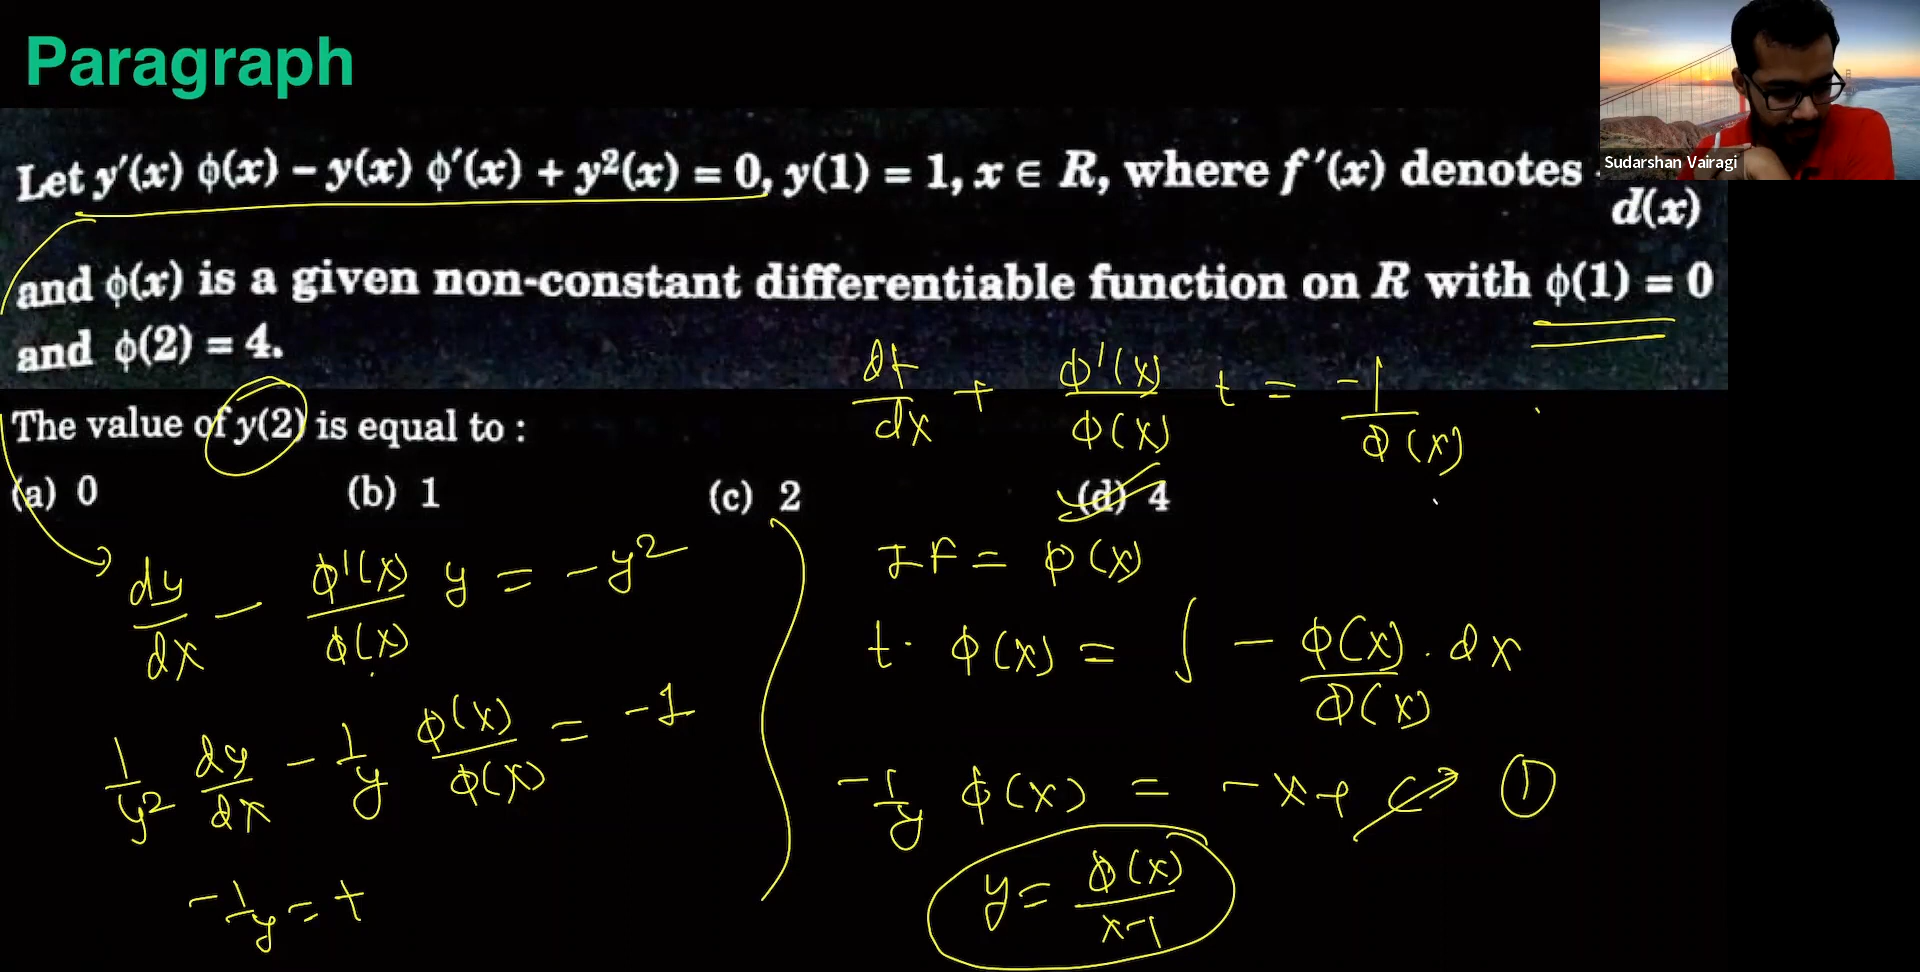 Paragraph
Sudarshan Vairagi
Let y′(x) ϕ(x) − y(x) ϕ′(x) + y²(x) = 0, y(1) = 1, x ∈ R, where f′(x) denotes
d(x)
and ϕ(x) is a given non-constant differentiable function on R with ϕ(1) = 0
and ϕ(2) = 4.
The value of y(2) is equal to :
(a) 0 (b) 1 (c) 2 (d) 4
dy/dx − ϕ'(x)/ϕ(x) y = −y²
1/y² dy/dx − 1/y ϕ(x)/ϕ(x) = −1
−1/y = t
dt/dx + ϕ'(x)/ϕ(x) t = −1/ϕ(x)
IF = ϕ(x)
t · ϕ(x) = ∫ − ϕ(x)/ϕ(x) . dx
−1/y ϕ(x) = −x + C ①
y = ϕ(x)/x−1